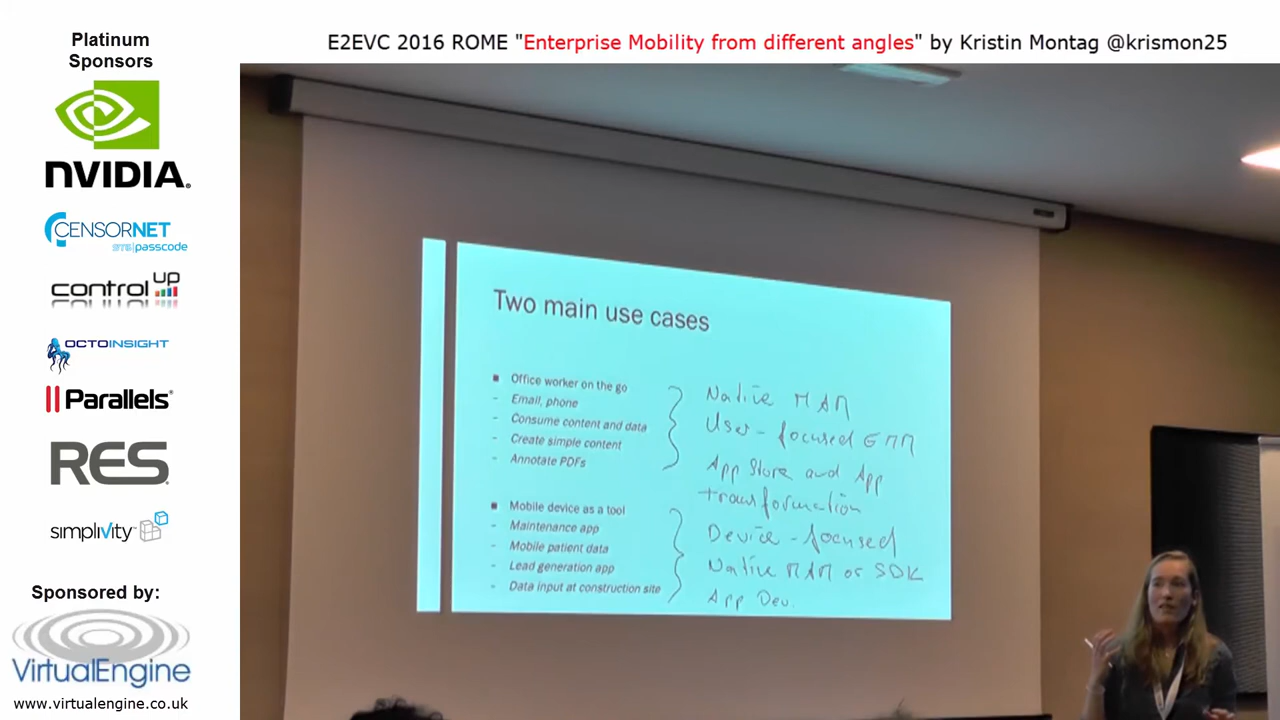 E2EVC 2016 ROME "Enterprise Mobility from different angles" by Kristin Montag @krismon25
Platinum
Sponsors
NVIDIA.
CENSORNET
SMS|passcode
control up
OCTOINSIGHT
Parallels
RES
simplivity
Sponsored by:
VirtualEngine
www.virtualengine.co.uk
Two main use cases
Office worker on the go
- Email, phone
- Consume content and data
- Create simple content
- Annotate PDFs
Native MAM
User-focused EMM
App Store and App
transformation
Mobile device as a tool
- Maintenance app
- Mobile patient data
- Lead generation app
- Data input at construction site
Device-focused
Native MAM or SDK
App Dev.